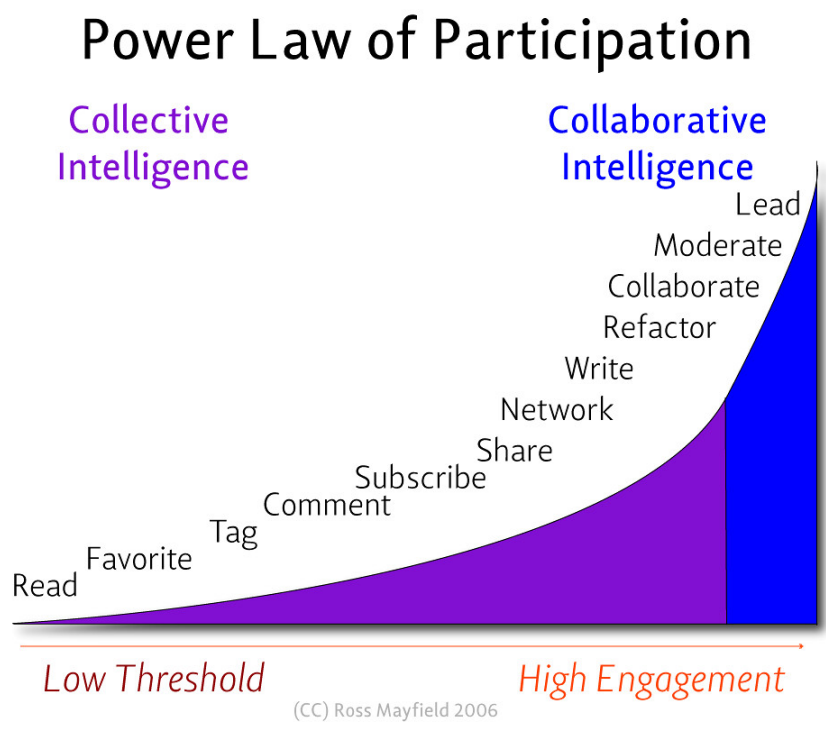 Power Law of Participation
Collective
Intelligence
Collaborative
Intelligence
Lead
Moderate
Collaborate
Refactor
Write
Network
Share
Subscribe
Comment
Tag
Favorite
Read
Low Threshold
High Engagement
(CC) Ross Mayfield 2006